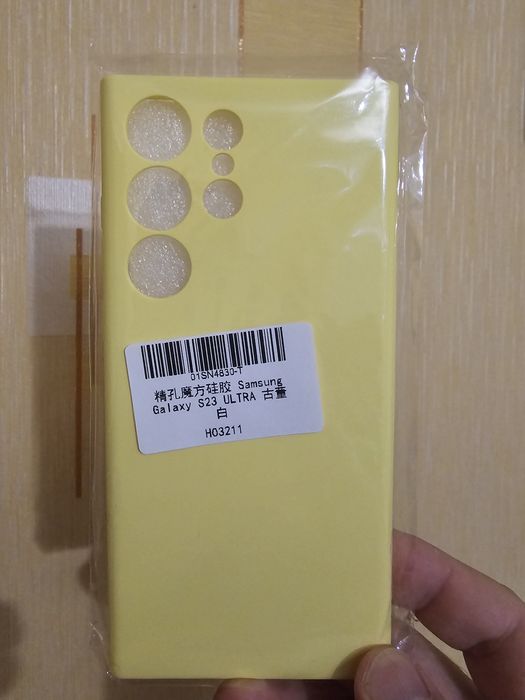 01SN4830-T
精孔魔方硅胶 Samsung
Galaxy S23 ULTRA 古董
白
H03211